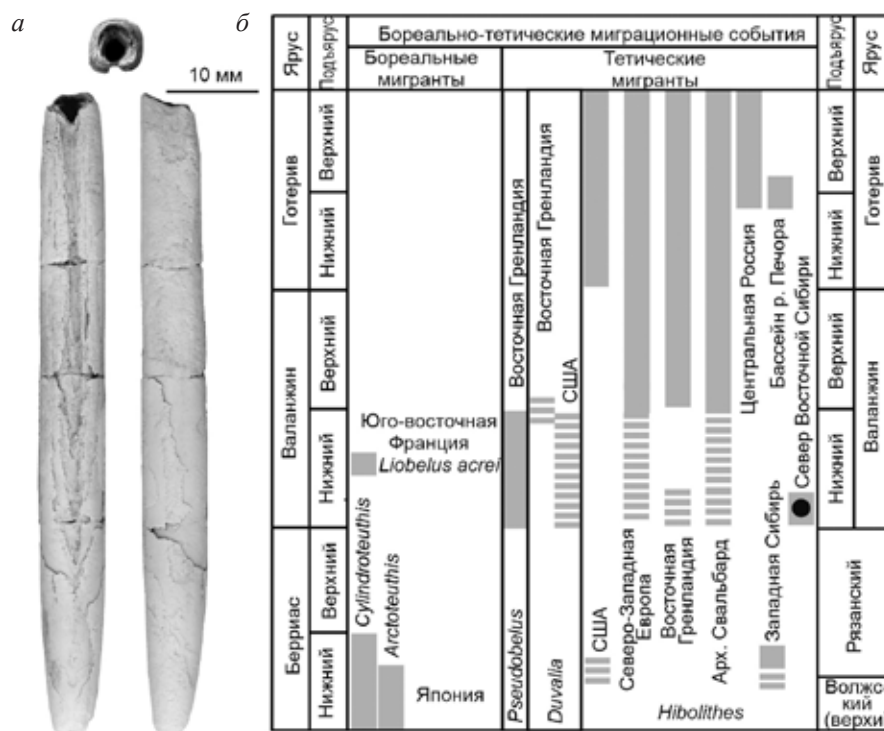 а
10 мм
б
Ярус
Подъярус
Бореально-тетические миграционные события
Бореальные
мигранты
Тетические
мигранты
Подъярус
Ярус
Готерив
Верхний
Нижний
Валанжин
Верхний
Нижний
Берриас
Верхний
Нижний
Юго-восточная
Франция
Liobelus acrei
Cylindroteuthis
Arctoteuthis
Япония
Восточная Гренландия
Pseudobelus
Восточная Гренландия
США
Duvalia
США
Северо-Западная
Европа
Восточная
Гренландия
Арх. Свальбард
Центральная Россия
Бассейн р. Печора
Север Восточной Сибири
Западная Сибирь
Hibolithes
Верхний
Нижний
Готерив
Верхний
Нижний
Валанжин
Рязанский
Волжс-
кий
(верхи)